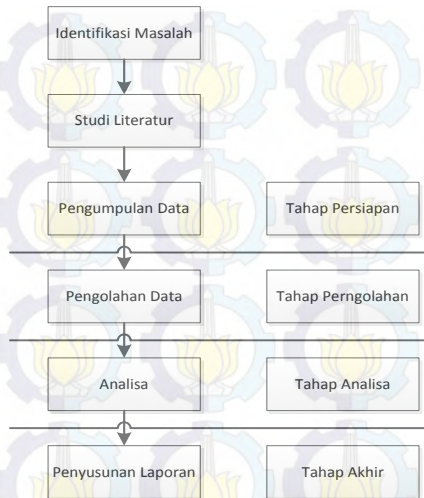 Identifikasi Masalah
Studi Literatur
Pengumpulan Data
Tahap Persiapan
Pengolahan Data
Tahap Perngolahan
Analisa
Tahap Analisa
Penyusunan Laporan
Tahap Akhir